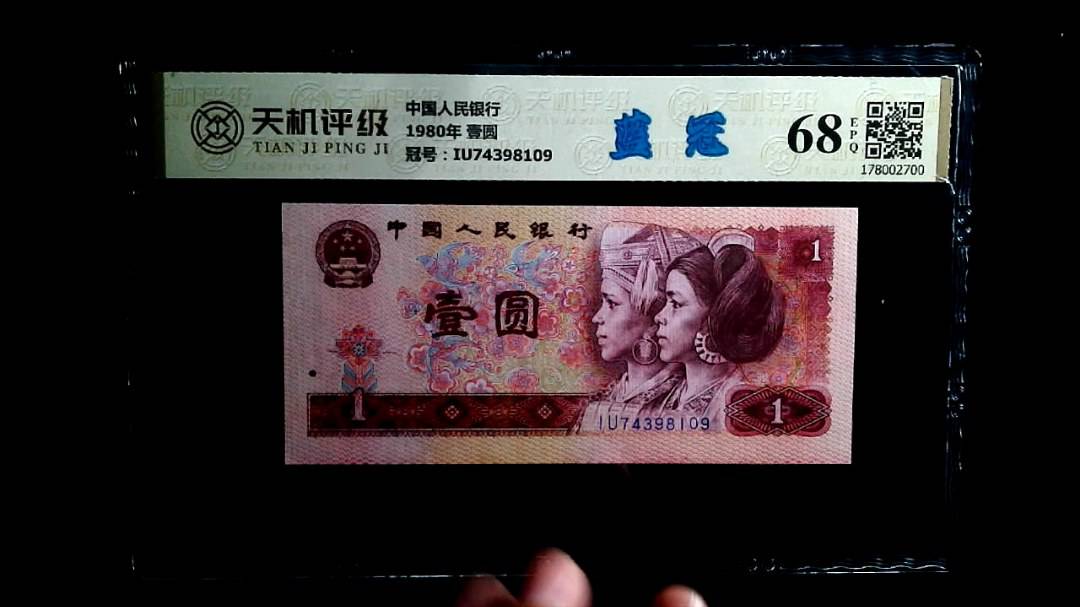 天机评级
TIAN JI PING JI
中国人民银行
1980年 壹圆
冠号：IU74398109
蓝冠
68
EPQ
178002700
中国人民银行
壹圆
1
1
IU74398109
1